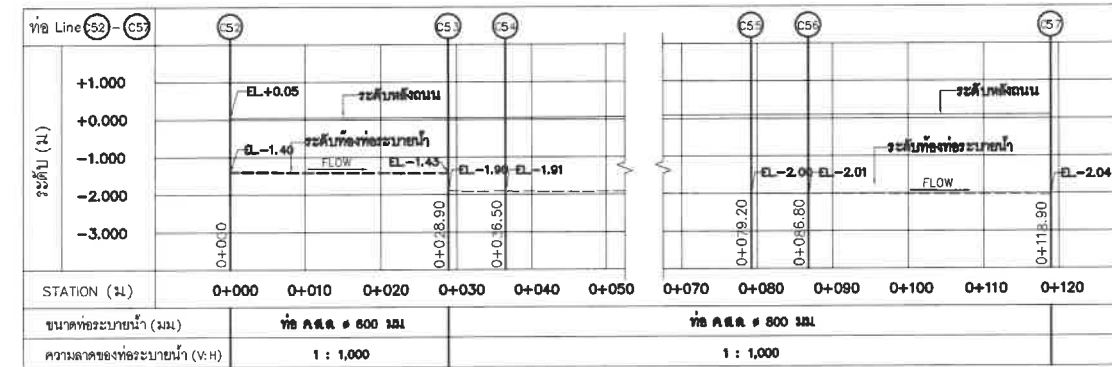 ท่อ Line C52 - C57 C52 C53 C54 C55 C56 C57
ระดับ (ม.)
+1.000
+0.000
-1.000
-2.000
-3.000
EL.+0.05 ระดับหลังถนน ระดับหลังถนน
EL.-1.40 ระดับท้องท่อระบายน้ำ EL.-1.43 ระดับท้องท่อระบายน้ำ
FLOW EL.-1.90 EL.-1.91 EL.-2.00 EL.-2.01 FLOW EL.-2.04
0+000 0+028.90 0+036.50 0+079.20 0+086.80 0+118.90
STATION (ม.) 0+000 0+010 0+020 0+030 0+040 0+050 0+070 0+080 0+090 0+100 0+110 0+120
ขนาดท่อระบายน้ำ (มม.) ท่อ คสล. ø 600 มม. ท่อ คสล. ø 800 มม.
ความลาดของท่อระบายน้ำ (V:H) 1 : 1,000 1 : 1,000